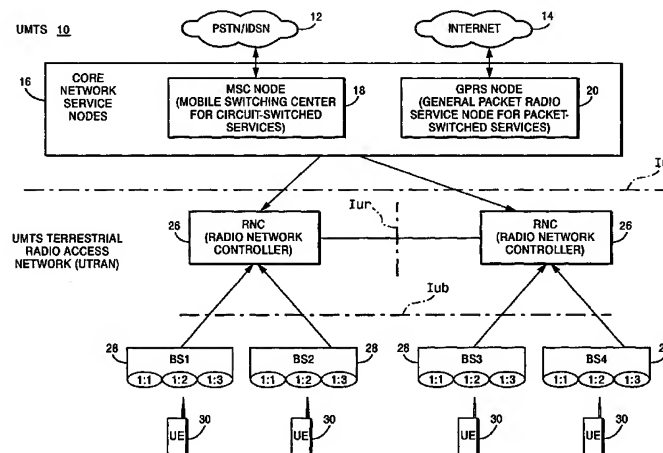 UMTS 10
PSTN/IDSN
12
INTERNET
14
16
CORE
NETWORK
SERVICE
NODES
MSC NODE
(MOBILE SWITCHING CENTER
FOR CIRCUIT-SWITCHED
SERVICES)
18
GPRS NODE
(GENERAL PACKET RADIO
SERVICE NODE FOR PACKET-
SWITCHED SERVICES)
20
Iur
26
RNC
(RADIO NETWORK
CONTROLLER)
RNC
(RADIO NETWORK
CONTROLLER)
26
UMTS TERRESTRIAL
RADIO ACCESS
NETWORK (UTRAN)
Iub
28
BS1
1:1 1:2 1:3
BS2
1:1 1:2 1:3
28
28
BS3
1:1 1:2 1:3
BS4
1:1 1:2 1:3
UE
30
UE
30
UE
30
UE
30